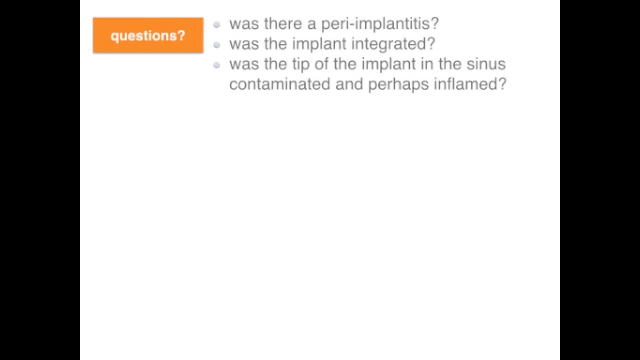 questions?
was there a peri-implantitis?
was the implant integrated?
was the tip of the implant in the sinus
contaminated and perhaps inflamed?